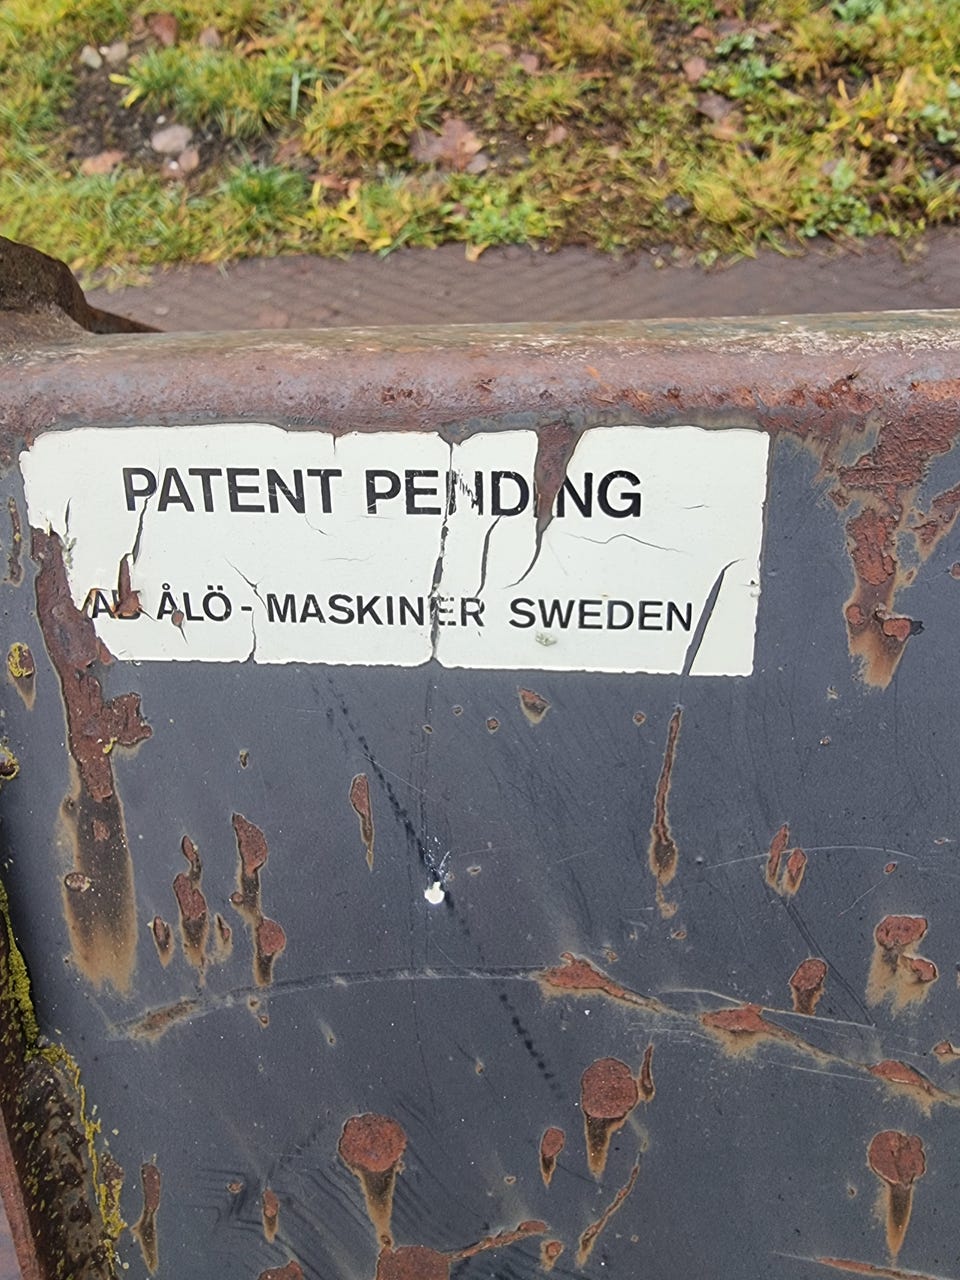 PATENT PENDING
AB ÅLÖ - MASKINER SWEDEN